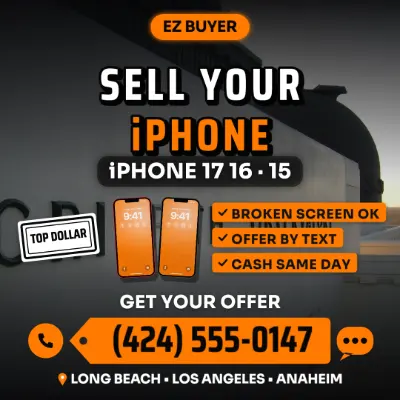 EZ BUYER
SELL YOUR
iPHONE
iPHONE 17 16 · 15
TOP DOLLAR
9:41
9:41
✓ BROKEN SCREEN OK
✓ OFFER BY TEXT
✓ CASH SAME DAY
GET YOUR OFFER
(424) 555-0147
LONG BEACH • LOS ANGELES • ANAHEIM